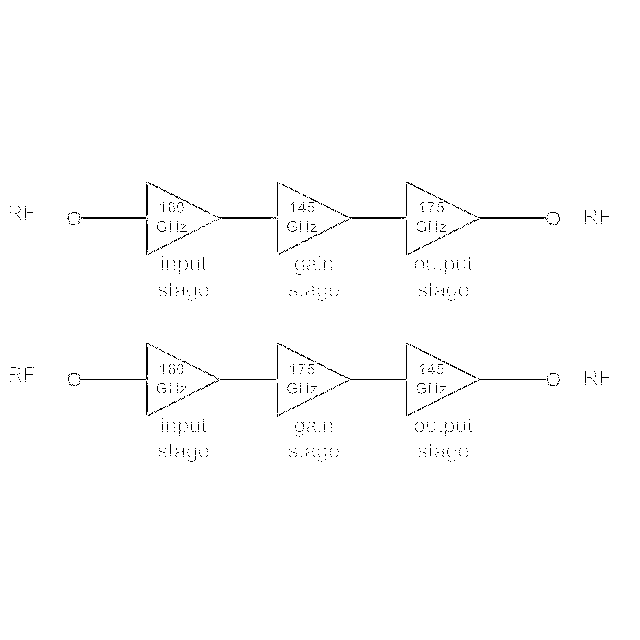 160 145 175
RF RF
GHz GHz GHz
input gain output
stage stage stage
160 175 145
RF RF
GHz GHz GHz
input gain output
stage stage stage